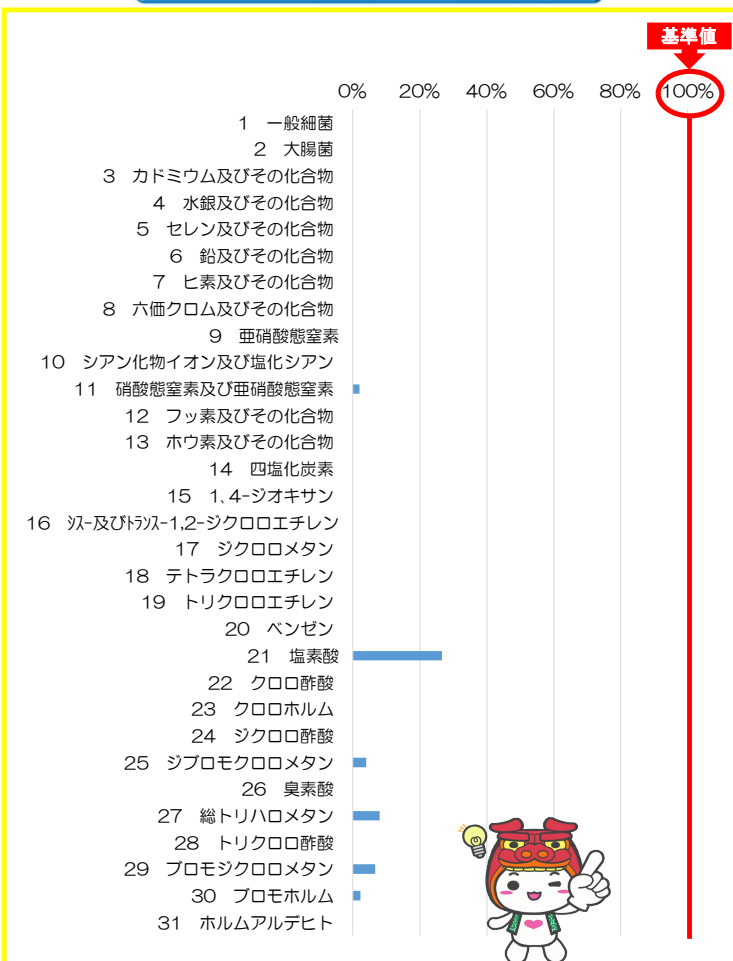 基準値
0% 20% 40% 60% 80% 100%
1 一般細菌
2 大腸菌
3 カドミウム及びその化合物
4 水銀及びその化合物
5 セレン及びその化合物
6 鉛及びその化合物
7 ヒ素及びその化合物
8 六価クロム及びその化合物
9 亜硝酸態窒素
10 シアン化物イオン及び塩化シアン
11 硝酸態窒素及び亜硝酸態窒素
12 フッ素及びその化合物
13 ホウ素及びその化合物
14 四塩化炭素
15 1､4-ジオキサン
16 ｼｽ-及びﾄﾗﾝｽ-1,2-ジクロロエチレン
17 ジクロロメタン
18 テトラクロロエチレン
19 トリクロロエチレン
20 ベンゼン
21 塩素酸
22 クロロ酢酸
23 クロロホルム
24 ジクロロ酢酸
25 ジブロモクロロメタン
26 臭素酸
27 総トリハロメタン
28 トリクロロ酢酸
29 ブロモジクロロメタン
30 ブロモホルム
31 ホルムアルデヒト